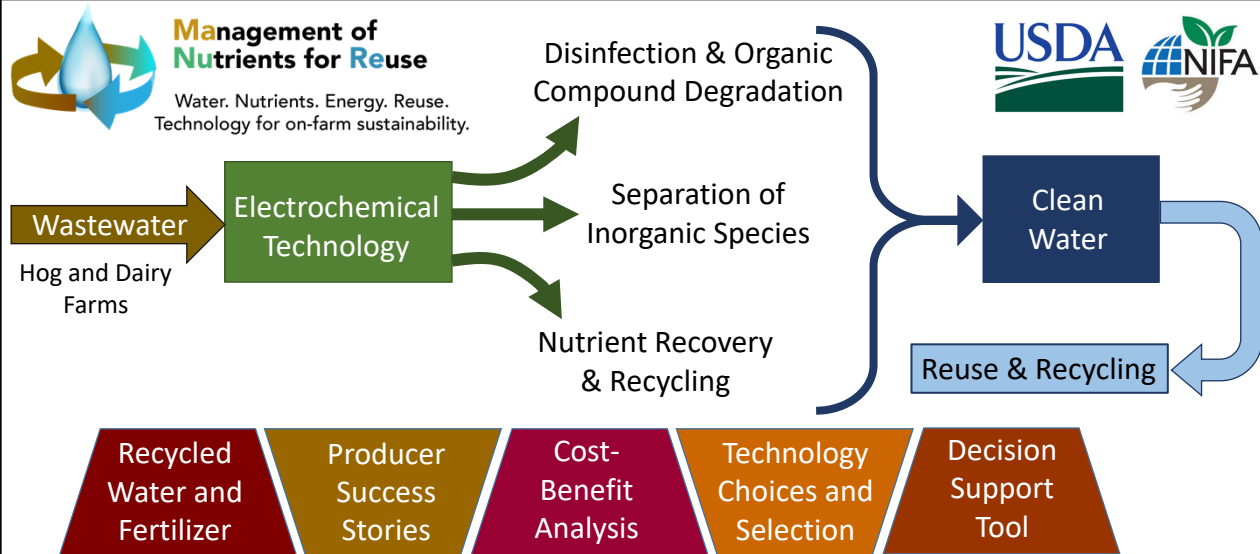 Management of
Nutrients for Reuse
Water. Nutrients. Energy. Reuse.
Technology for on-farm sustainability.
USDA
NIFA
Wastewater
Hog and Dairy
Farms
Electrochemical
Technology
Disinfection & Organic
Compound Degradation
Separation of
Inorganic Species
Nutrient Recovery
& Recycling
Clean
Water
Reuse & Recycling
Recycled
Water and
Fertilizer
Producer
Success
Stories
Cost-
Benefit
Analysis
Technology
Choices and
Selection
Decision
Support
Tool